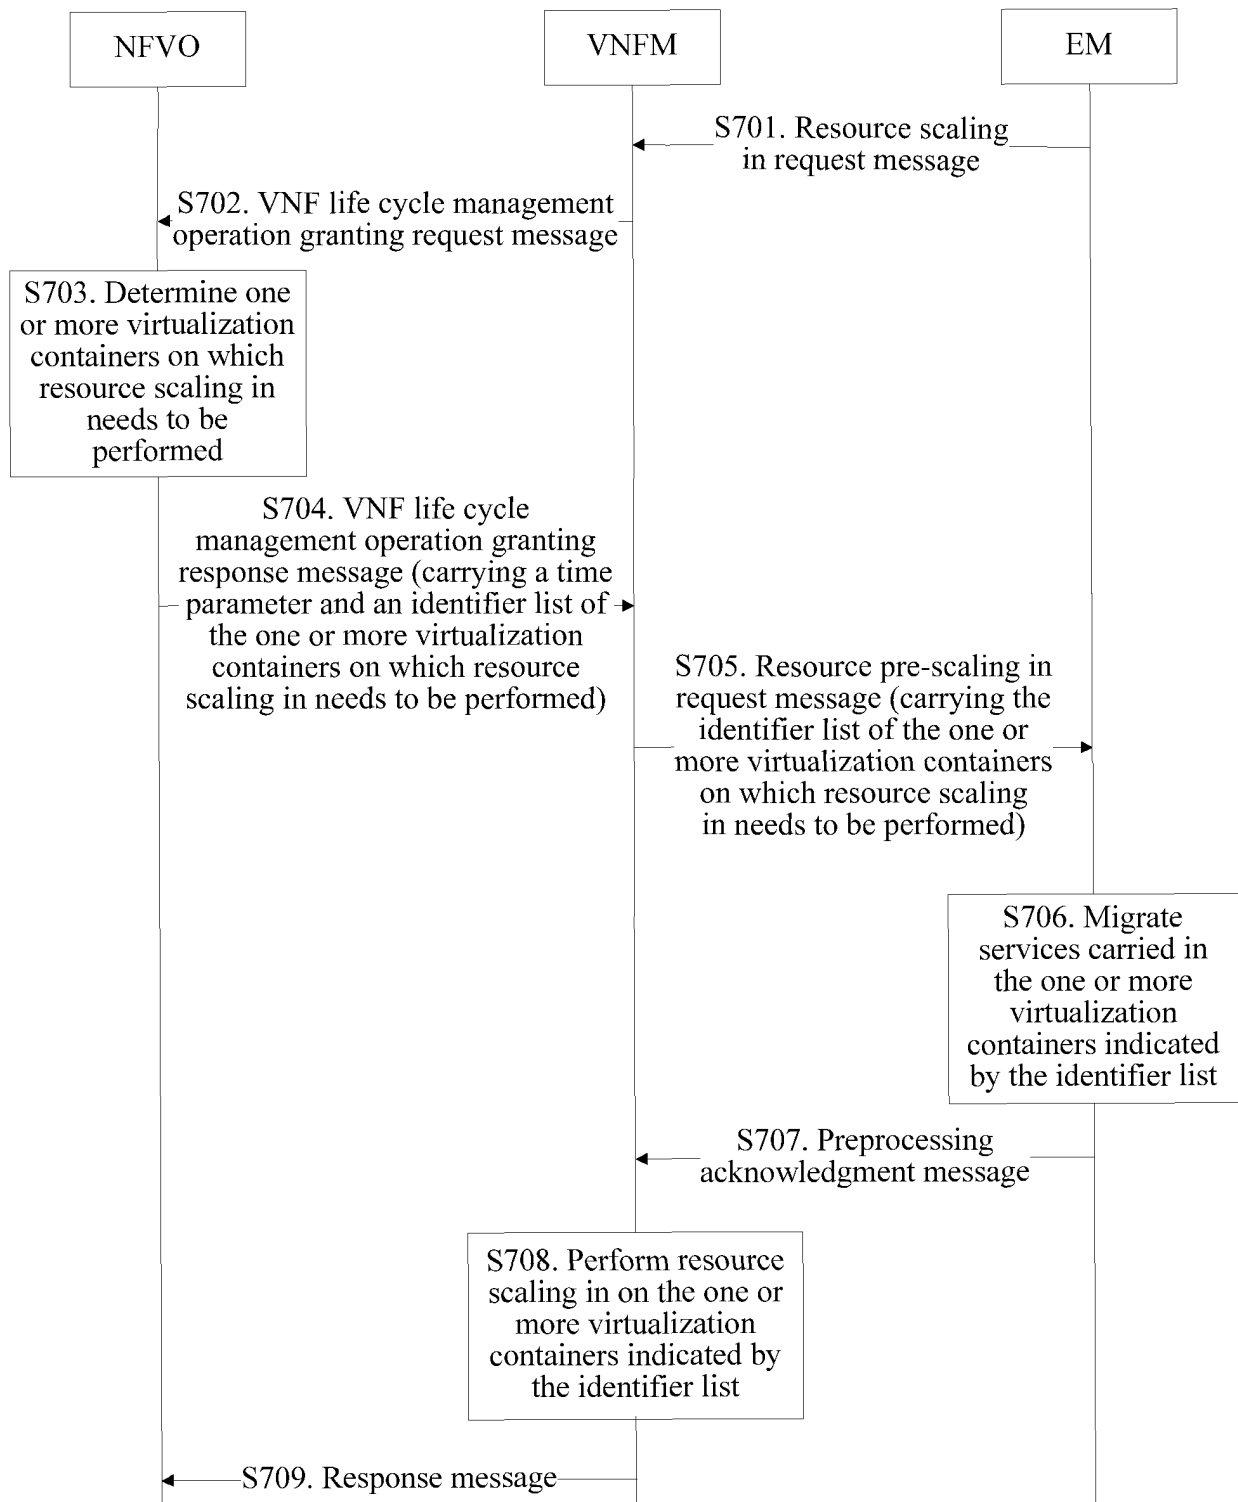 NFVO
VNFM
EM
S701. Resource scaling
in request message
S702. VNF life cycle management
operation granting request message
S703. Determine one
or more virtualization
containers on which
resource scaling in
needs to be
performed
S704. VNF life cycle
management operation granting
response message (carrying a time
parameter and an identifier list of
the one or more virtualization
containers on which resource
scaling in needs to be performed)
S705. Resource pre-scaling in
request message (carrying the
identifier list of the one or
more virtualization containers
on which resource scaling
in needs to be performed)
S706. Migrate
services carried in
the one or more
virtualization
containers indicated
by the identifier list
S707. Preprocessing
acknowledgment message
S708. Perform resource
scaling in on the one or
more virtualization
containers indicated by
the identifier list
S709. Response message